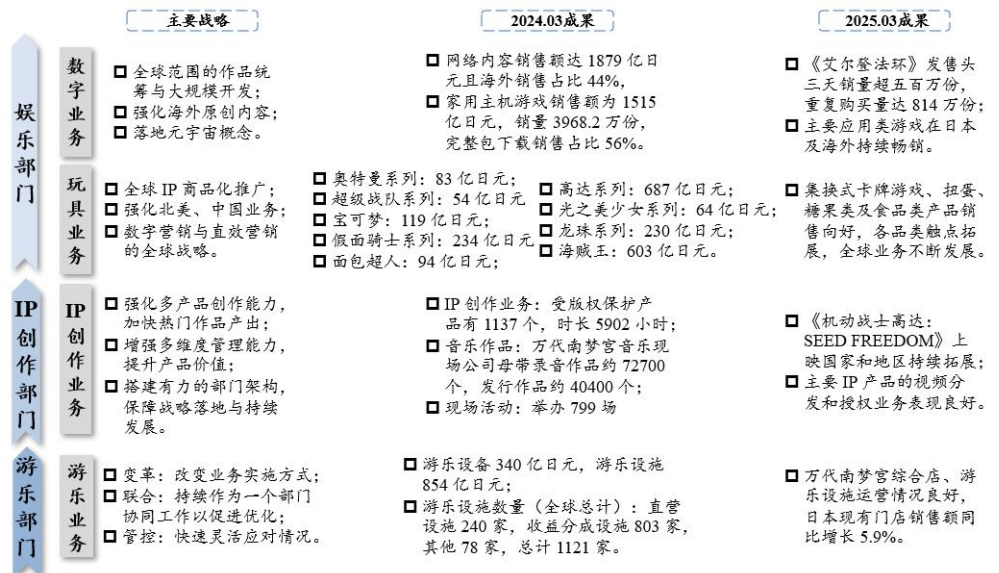 主要战略
2024.03成果
2025.03成果
娱乐部门
数字业务
全球范围的作品统
筹与大规模开发；
强化海外原创内容；
落地元宇宙概念。
网络内容销售额达 1879 亿日
元且海外销售占比 44%，
家用主机游戏销售额为 1515
亿日元，销量 3968.2 万份，
完整包下载销售占比 56%。
《艾尔登法环》发售头
三天销量超五百万份，
重复购买量达 814 万份；
主要应用类游戏在日本
及海外持续畅销。
玩具业务
全球 IP 商品化推广；
强化北美、中国业务；
数字营销与直效营销
的全球战略。
奥特曼系列：83 亿日元；
超级战队系列：54 亿日元
宝可梦：119 亿日元；
假面骑士系列：234 亿日元
面包超人：94 亿日元；
高达系列：687 亿日元；
光之美少女系列：64 亿日元；
龙珠系列：230 亿日元；
海贼王：603 亿日元。
集换式卡牌游戏、扭蛋、
糖果类及食品类产品销
售向好，各品类触点拓
展，全球业务不断发展。
IP创作部门
IP创作业务
强化多产品创作能力，
加快热门作品产出；
增强多维度管理能力，
提升产品价值；
搭建有力的部门架构，
保障战略落地与持续
发展。
IP 创作业务：受版权保护产
品有 1137 个，时长 5902 小时；
音乐作品：万代南梦宫音乐现
场公司母带录音作品约 72700
个，发行作品约 40400 个；
现场活动：举办 799 场
《机动战士高达：
SEED FREEDOM》上
映国家和地区持续拓展；
主要 IP 产品的视频分
发和授权业务表现良好。
游乐部门
游乐业务
变革：改变业务实施方式；
联合：持续作为一个部门
协同工作以促进优化；
管控：快速灵活应对情况。
游乐设备 340 亿日元，游乐设施
854 亿日元；
游乐设施数量（全球总计）：直营
设施 240 家，收益分成设施 803 家，
其他 78 家，总计 1121 家。
万代南梦宫综合店、游
乐设施运营情况良好，
日本现有门店销售额同
比增长 5.9%。